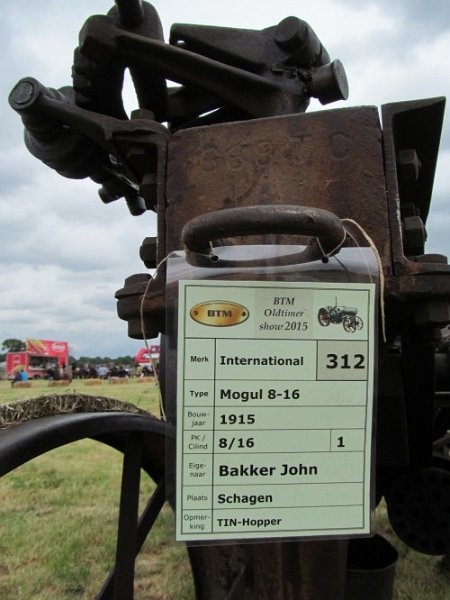 BTM
BTM
Oldtimer
show 2015
Merk International 312
Type Mogul 8-16
Bouw-
jaar 1915
PK /
Cilind 8/16 1
Eige-
naar Bakker John
Plaats Schagen
Opmer-
king TIN-Hopper